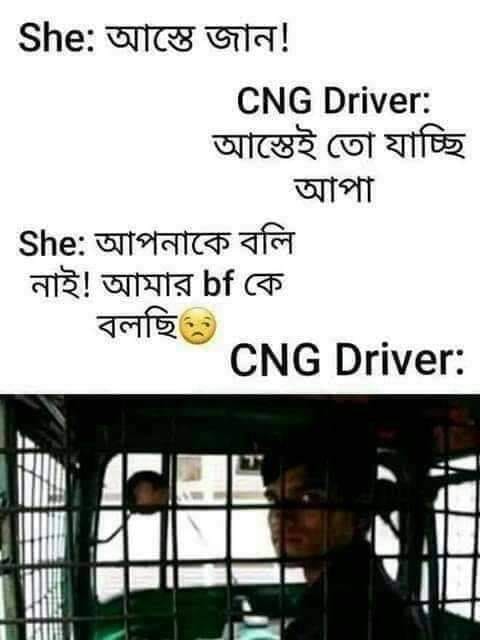 She: আস্তে জান!
CNG Driver:
আস্তেই তো যাচ্ছি
আপা
She: আপনাকে বলি
নাই! আমার bf কে
বলছি😒
CNG Driver: